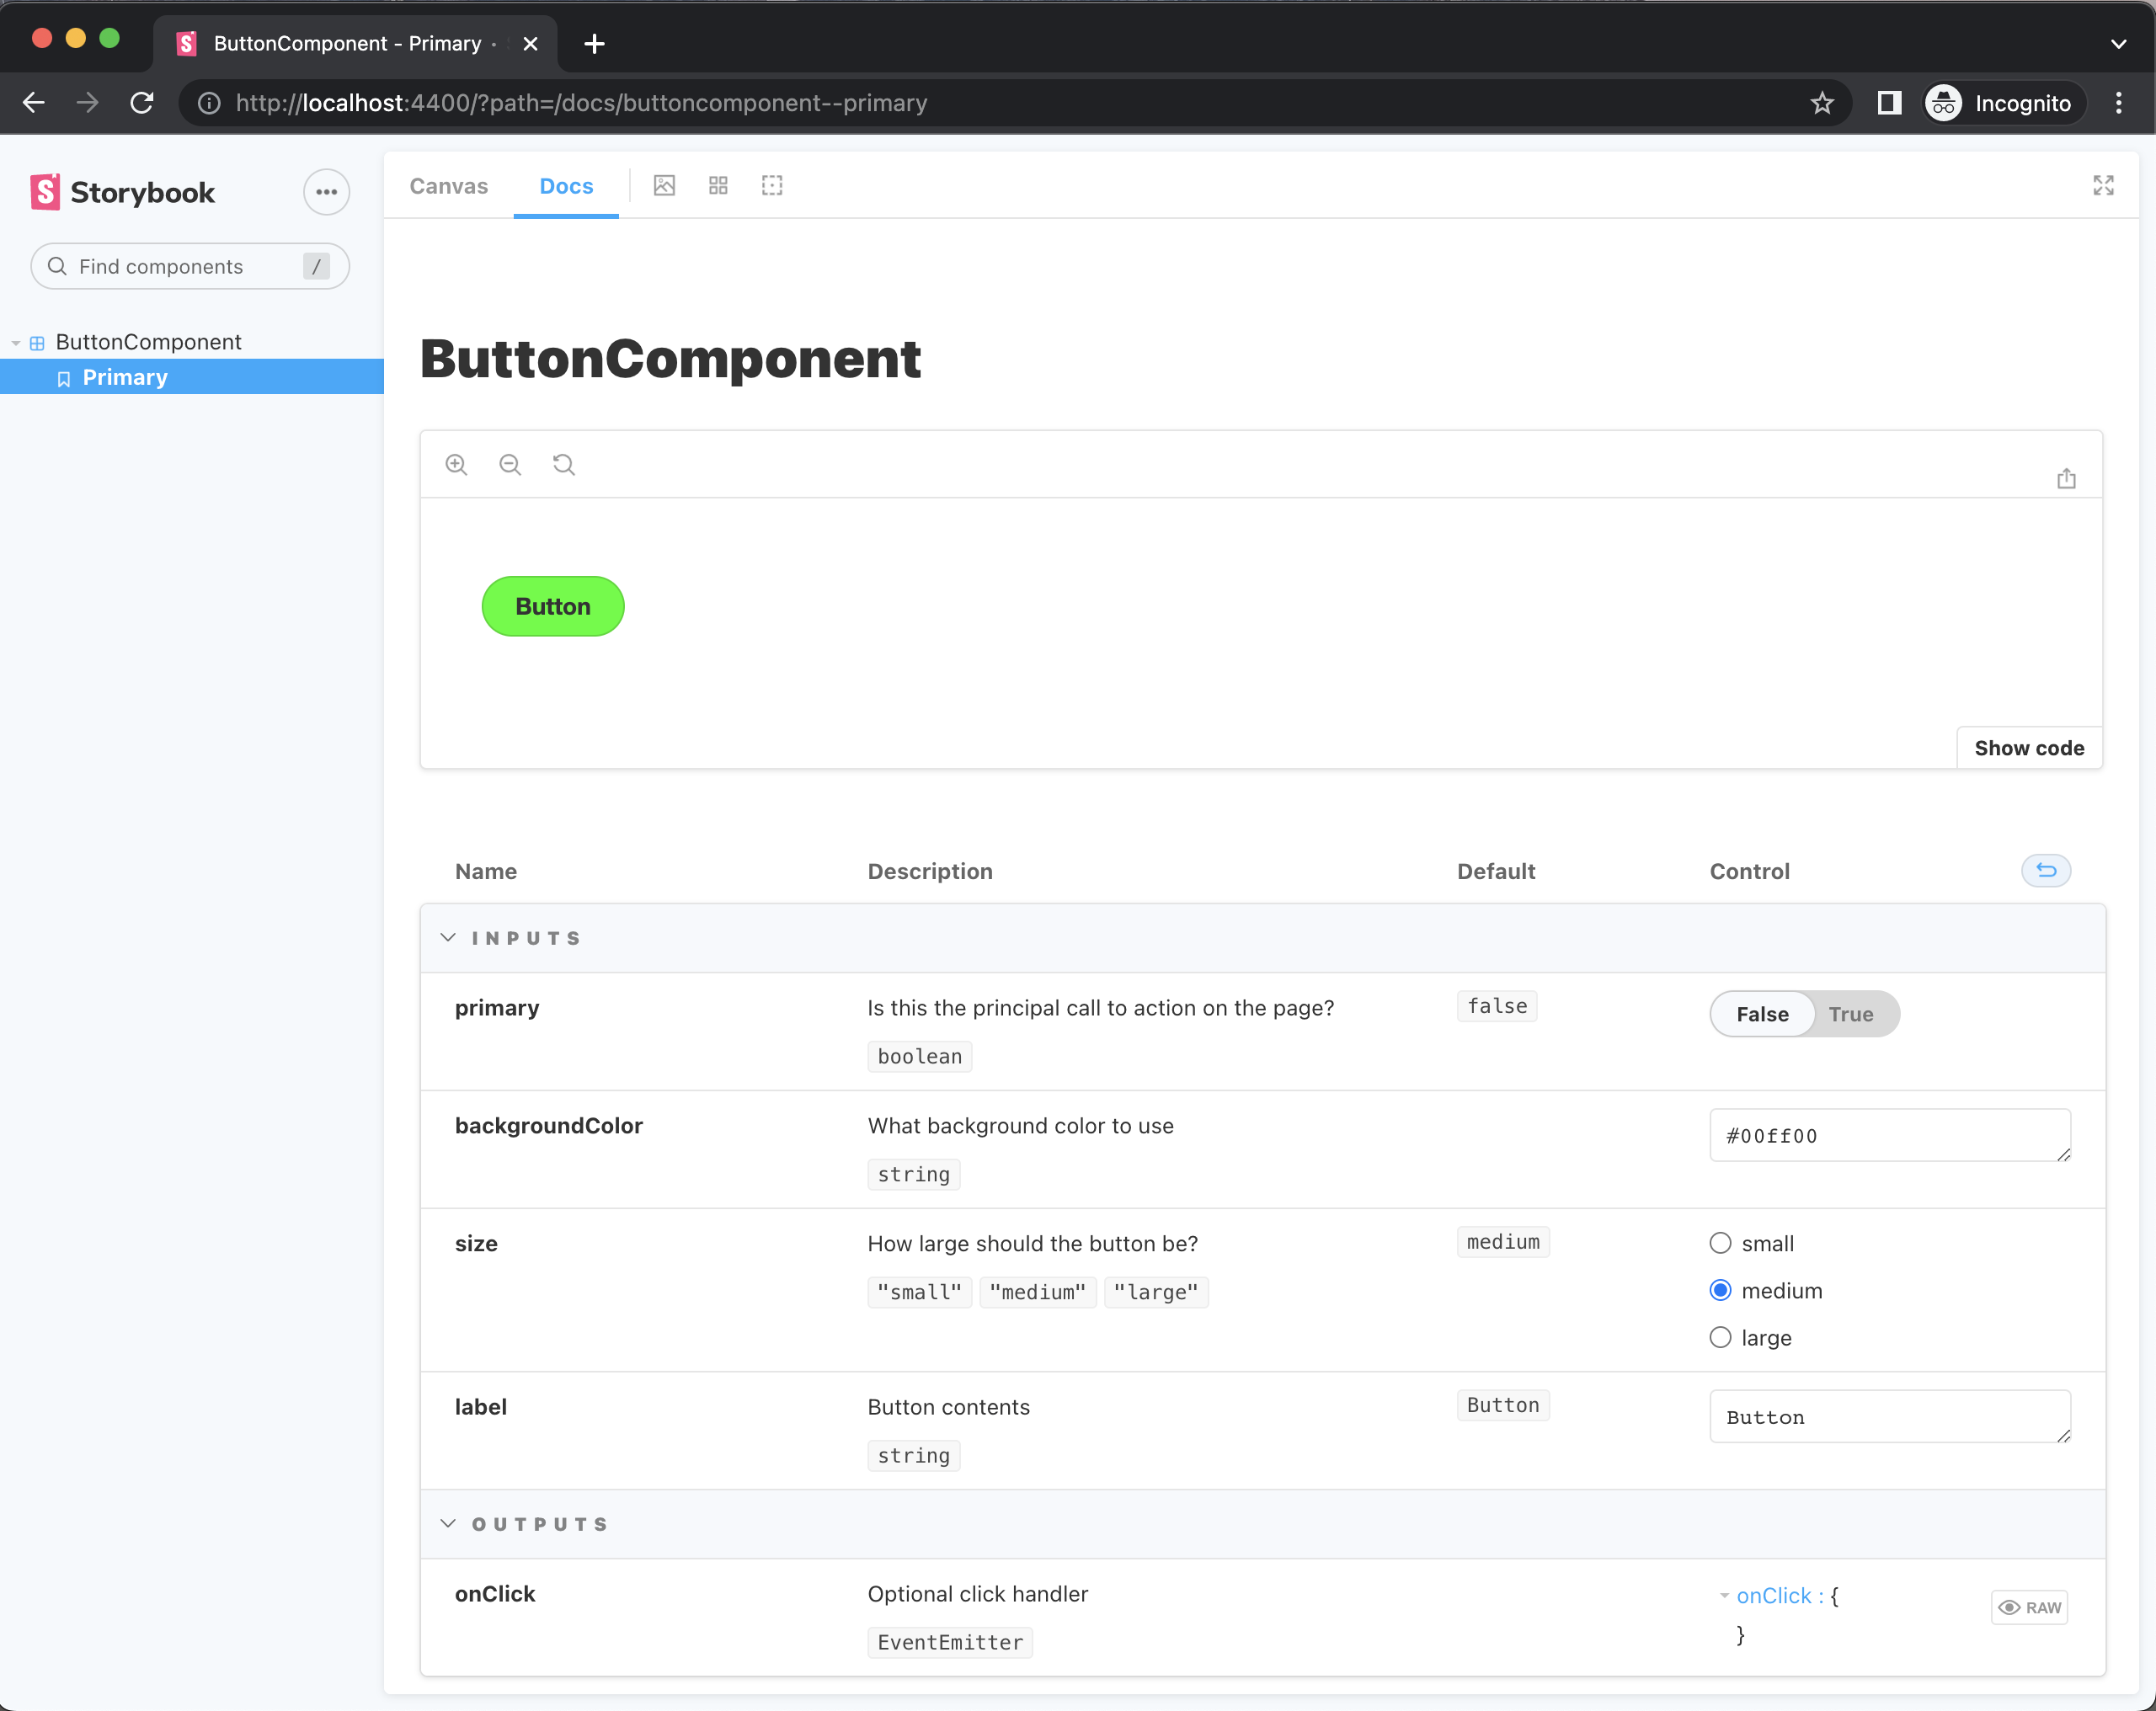 ButtonComponent - Primary ·
http://localhost:4400/?path=/docs/buttoncomponent--primary
Incognito
Storybook
Canvas Docs
Find components /
ButtonComponent
Primary
ButtonComponent
Button
Show code
Name Description Default Control
INPUTS
primary Is this the principal call to action on the page? false False True
boolean
backgroundColor What background color to use #00ff00
string
size How large should the button be? medium small
"small" "medium" "large" medium
large
label Button contents Button Button
string
OUTPUTS
onClick Optional click handler onClick : {
RAW
EventEmitter }